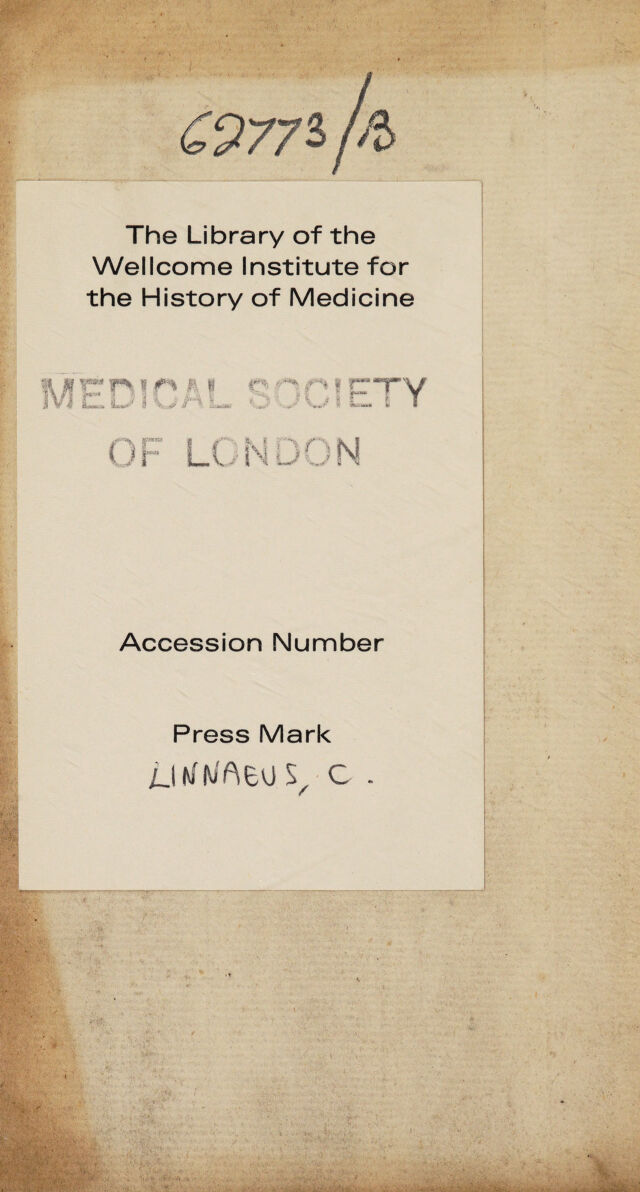 62773/B
The Library of the
Wellcome Institute for
the History of Medicine
MEDICAL SOCIETY
OF LONDON
Accession Number
Press Mark
LINNAEUS, C.